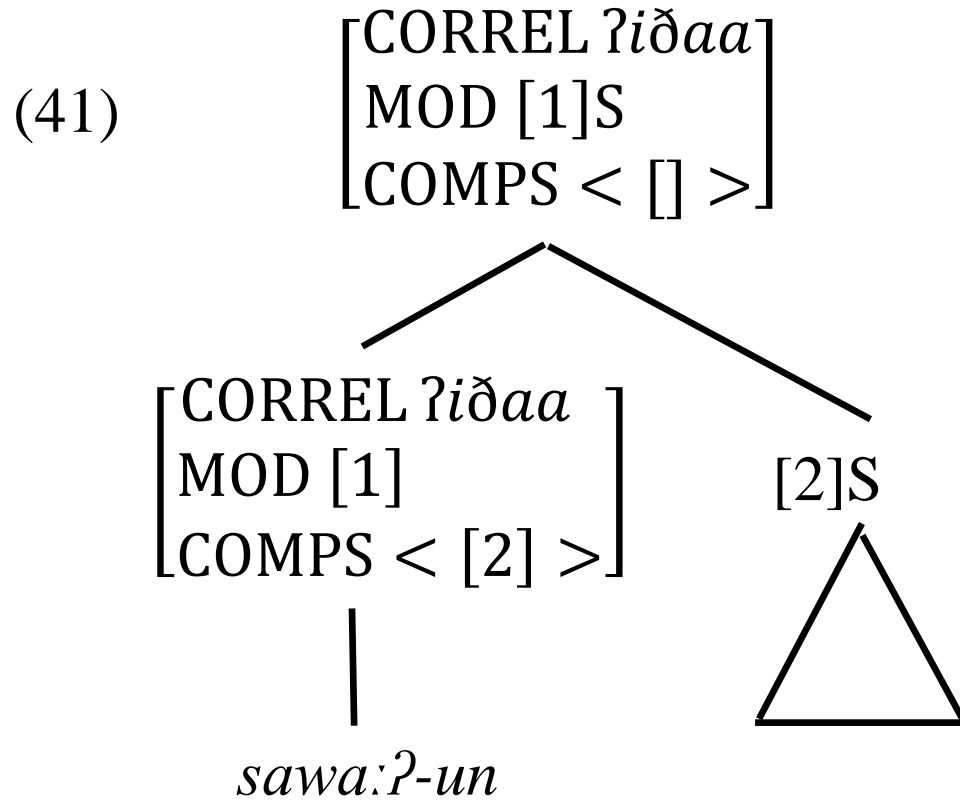 (41)
CORREL ʔiðaa
MOD [1]S
COMPS < [] >
CORREL ʔiðaa
MOD [1]
COMPS < [2] >
[2]S
sawaːʔ-un